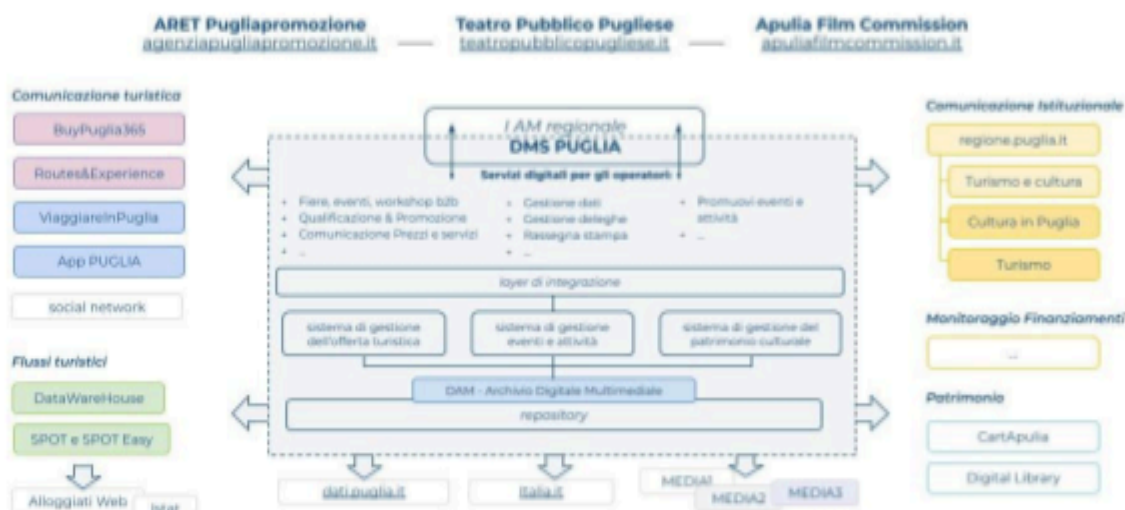 ARET Pugliapromozione
agenziapugliapromozione.it
Teatro Pubblico Pugliese
teatropubblicopugliese.it
Apulia Film Commission
apuliafilmcommission.it
Comunicazione turistica
BuyPuglia365
Routes&Experience
ViaggiareInPuglia
App PUGLIA
social network
Flussi turistici
DataWareHouse
SPOT e SPOT Easy
Alloggiati Web
Istat
I AM regionale
DMS PUGLIA
Servizi digitali per gli operatori:
+ Fiere, eventi, workshop b2b
+ Qualificazione & Promozione
+ Comunicazione Prezzi e servizi
+ ...
+ Gestione dati
+ Gestione deleghe
+ Rassegna stampa
+ ...
+ Promuovi eventi e
attività
+ ...
layer di integrazione
sistema di gestione
dell'offerta turistica
sistema di gestione
eventi e attività
sistema di gestione del
patrimonio culturale
DAM - Archivio Digitale Multimediale
repository
dati.puglia.it
italia.it
MEDIA1
MEDIA2
MEDIA3
Comunicazione Istituzionale
regione.puglia.it
Turismo e cultura
Cultura in Puglia
Turismo
Monitoraggio Finanziamenti
...
Patrimonio
CartApulia
Digital Library